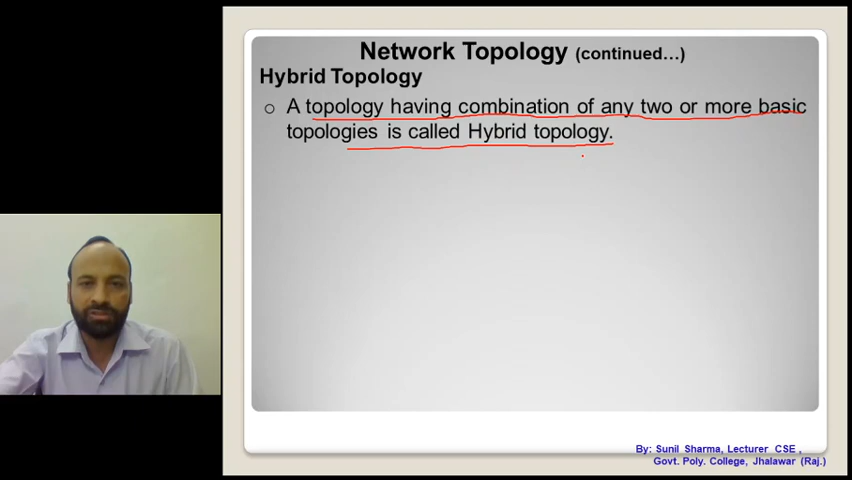 Network Topology (continued…)
Hybrid Topology
○ A topology having combination of any two or more basic
topologies is called Hybrid topology.
By: Sunil Sharma, Lecturer CSE ,
Govt. Poly. College, Jhalawar (Raj.)